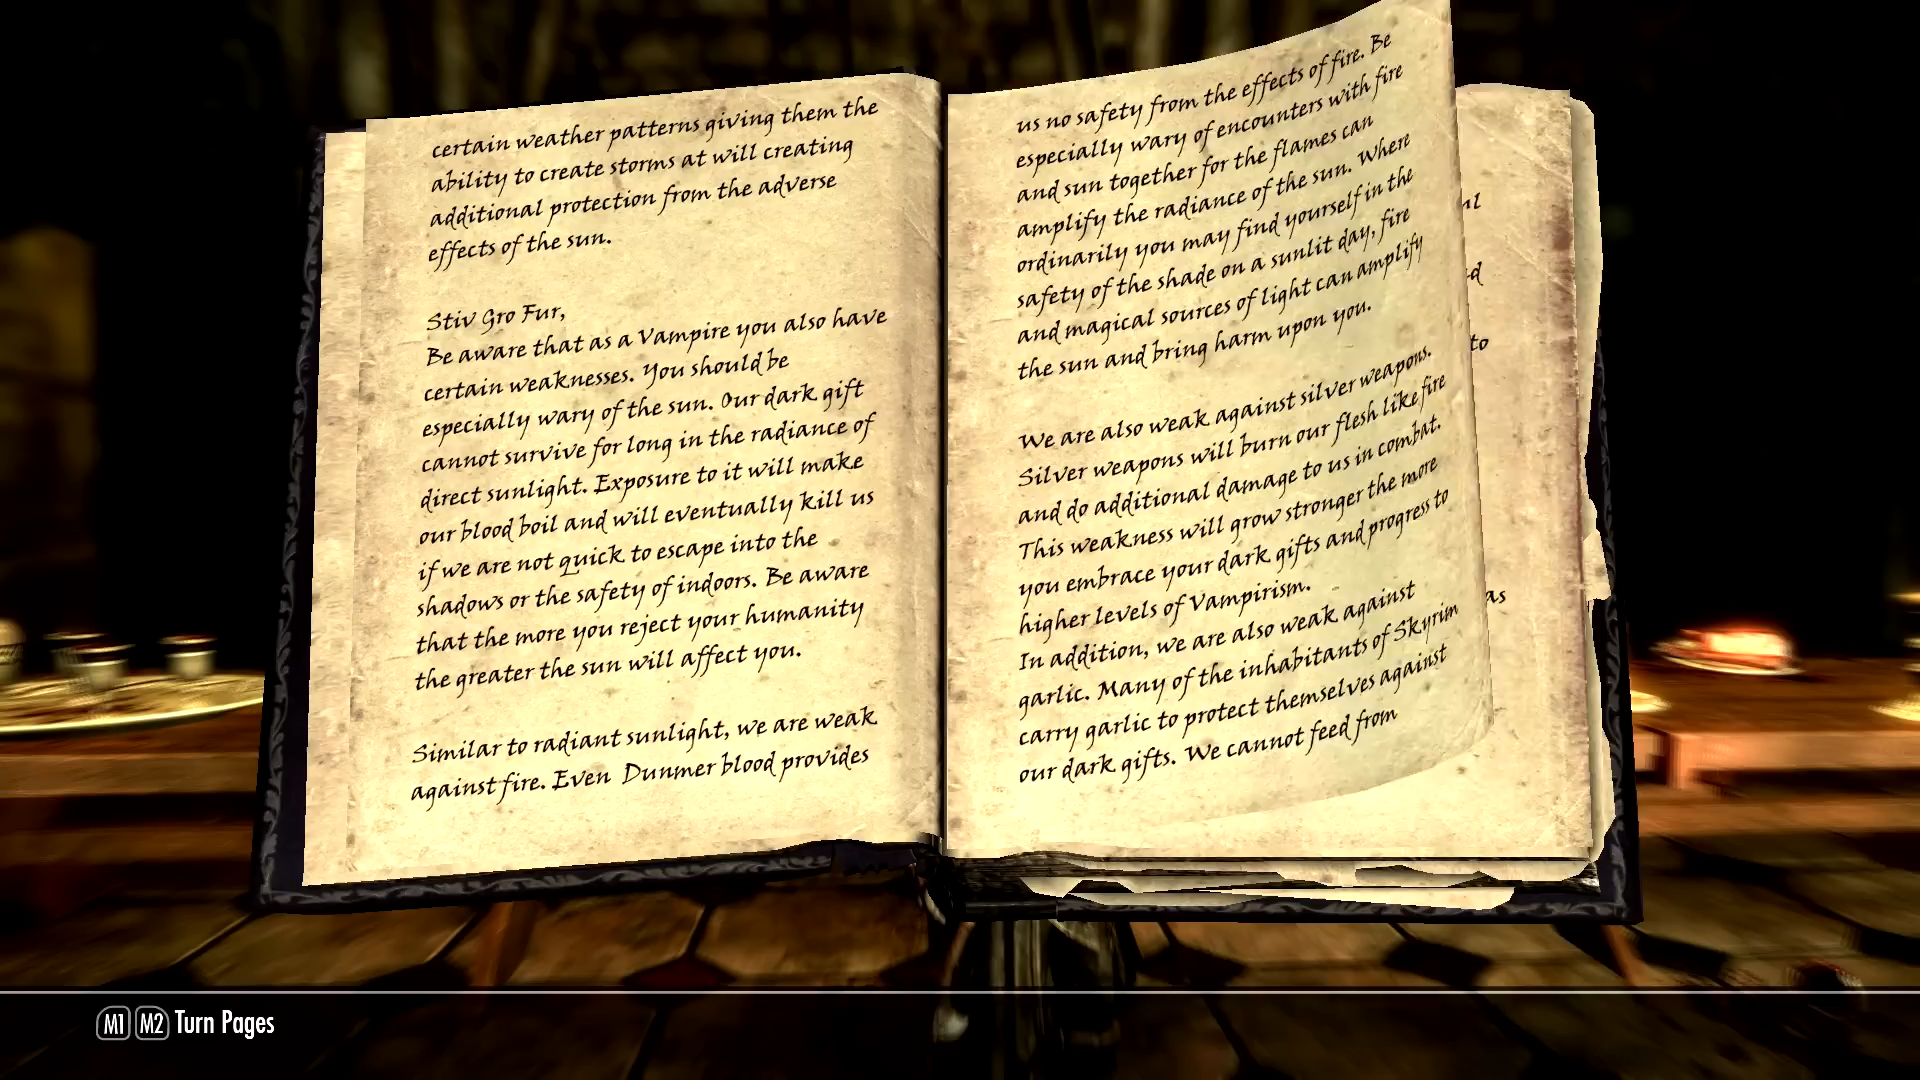 certain weather patterns giving them the
ability to create storms at will creating
additional protection from the adverse
effects of the sun.
Stiv Gro Fur,
Be aware that as a Vampire you also have
certain weaknesses. You should be
especially wary of the sun. Our dark gift
cannot survive for long in the radiance of
direct sunlight. Exposure to it will make
our blood boil and will eventually kill us
if we are not quick to escape into the
shadows or the safety of indoors. Be aware
that the more you reject your humanity
the greater the sun will affect you.
Similar to radiant sunlight, we are weak
against fire. Even Dunmer blood provides
us no safety from the effects of fire. Be
especially wary of encounters with fire
and sun together for the flames can
amplify the radiance of the sun. Where
ordinarily you may find yourself in the
safety of the shade on a sunlit day, fire
and magical sources of light can amplify
the sun and bring harm upon you.
We are also weak against silver weapons.
Silver weapons will burn our flesh like fire
and do additional damage to us in combat.
This weakness will grow stronger the more
you embrace your dark gifts and progress to
higher levels of Vampirism.
In addition, we are also weak against
garlic. Many of the inhabitants of Skyrim
carry garlic to protect themselves against
our dark gifts. We cannot feed from
to
as
M1 M2 Turn Pages